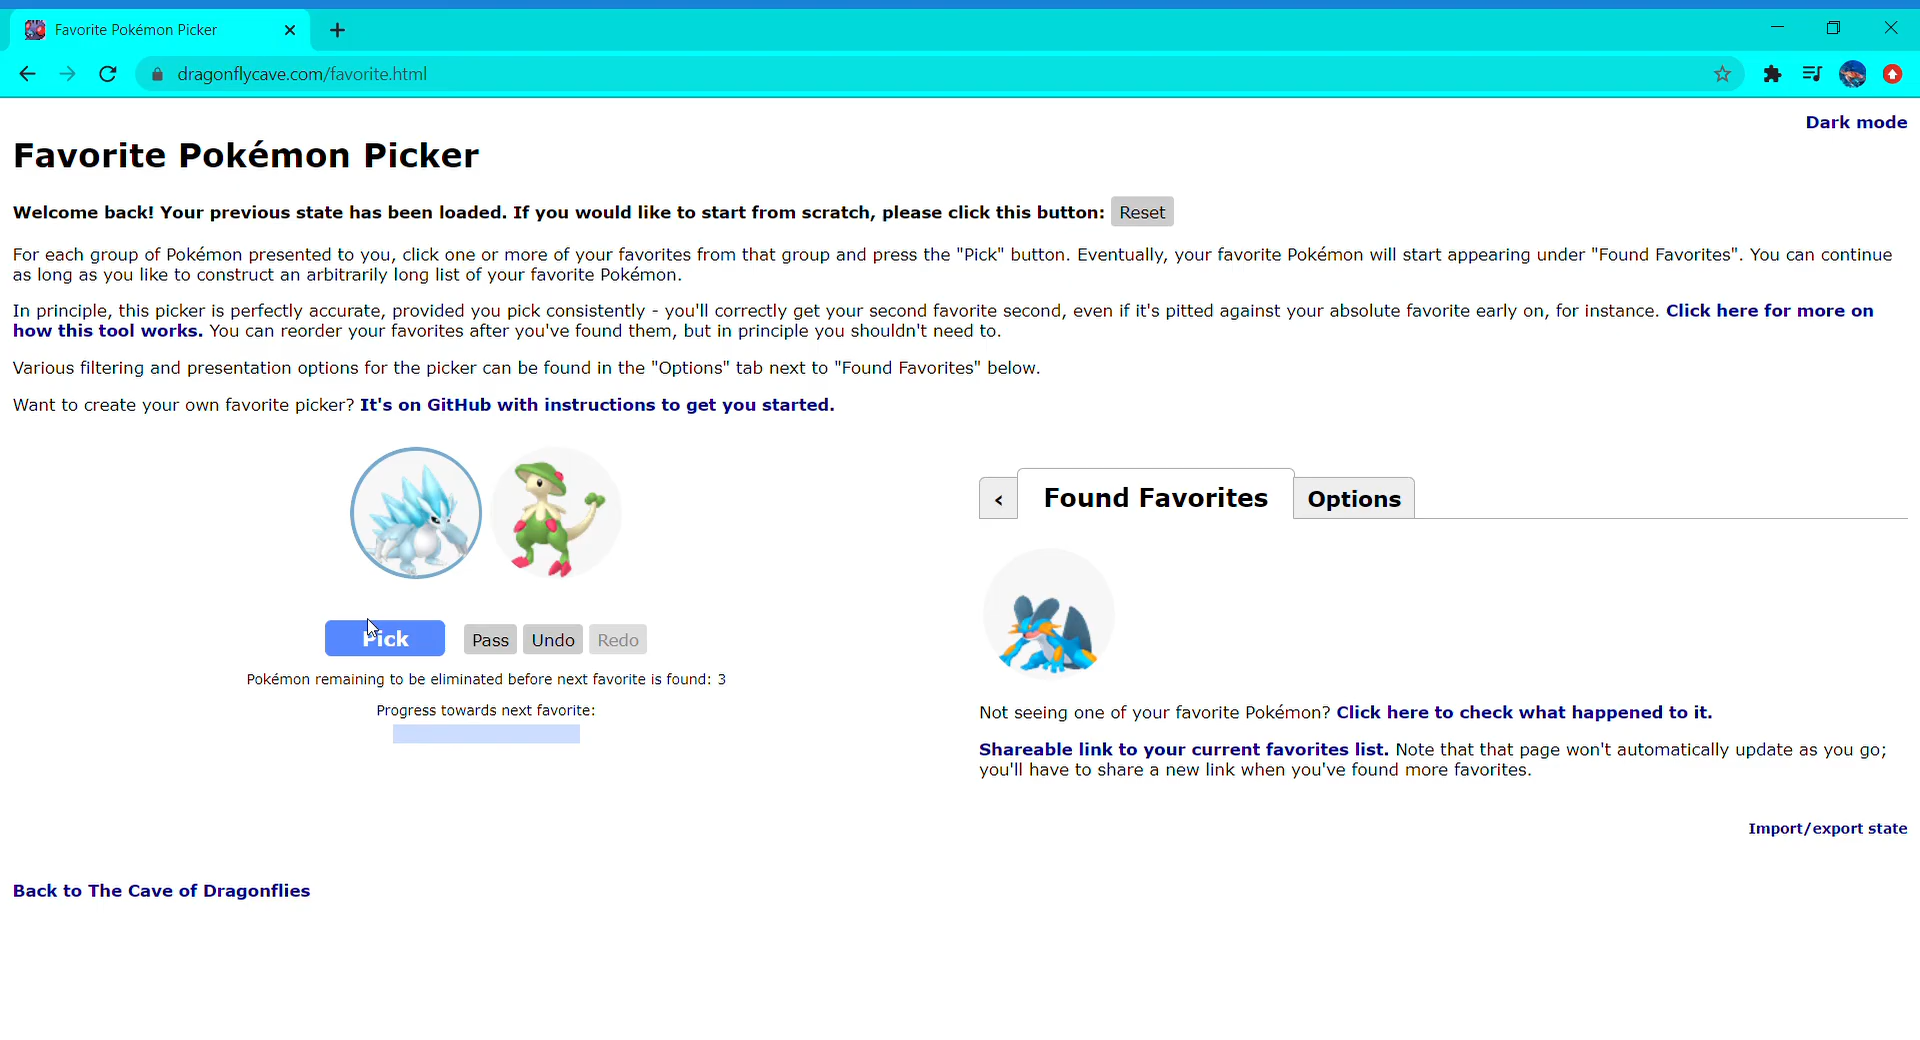 Favorite Pokémon Picker
dragonflycave.com/favorite.html
Dark mode
Favorite Pokémon Picker
Welcome back! Your previous state has been loaded. If you would like to start from scratch, please click this button: Reset
For each group of Pokémon presented to you, click one or more of your favorites from that group and press the "Pick" button. Eventually, your favorite Pokémon will start appearing under "Found Favorites". You can continue
as long as you like to construct an arbitrarily long list of your favorite Pokémon.
In principle, this picker is perfectly accurate, provided you pick consistently - you'll correctly get your second favorite second, even if it's pitted against your absolute favorite early on, for instance. Click here for more on
how this tool works. You can reorder your favorites after you've found them, but in principle you shouldn't need to.
Various filtering and presentation options for the picker can be found in the "Options" tab next to "Found Favorites" below.
Want to create your own favorite picker? It's on GitHub with instructions to get you started.
< Found Favorites Options
Pick Pass Undo Redo
Pokémon remaining to be eliminated before next favorite is found: 3
Progress towards next favorite:
Not seeing one of your favorite Pokémon? Click here to check what happened to it.
Shareable link to your current favorites list. Note that that page won't automatically update as you go;
you'll have to share a new link when you've found more favorites.
Import/export state
Back to The Cave of Dragonflies